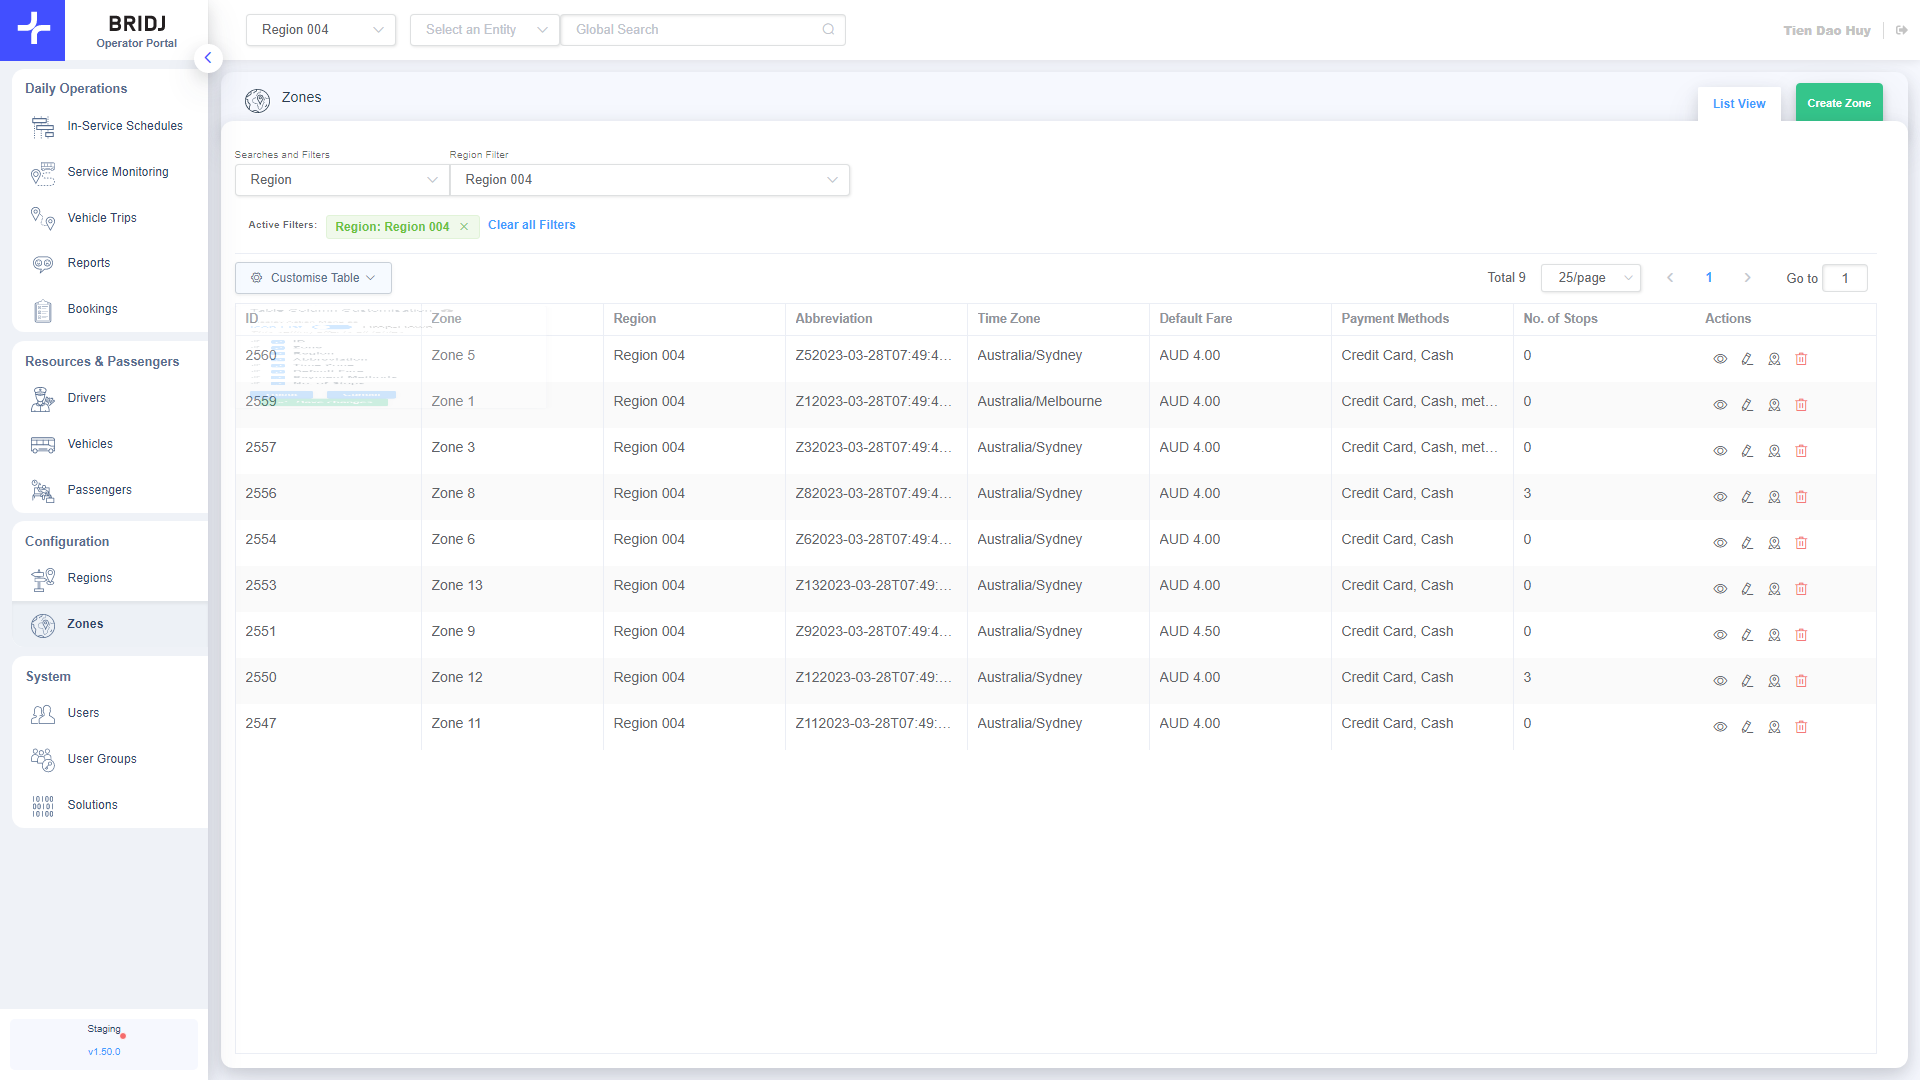 BRIDJ
Operator Portal
Region 004
Select an Entity
Global Search
Tien Dao Huy
Daily Operations
In-Service Schedules
Service Monitoring
Vehicle Trips
Reports
Bookings
Resources & Passengers
Drivers
Vehicles
Passengers
Configuration
Regions
Zones
System
Users
User Groups
Solutions
Staging
v1.50.0
Zones
List View
Create Zone
Searches and Filters
Region Filter
Region
Region 004
Active Filters:
Region: Region 004
Clear all Filters
Customise Table
Total 9
25/page
1
Go to
1
ID Zone Region Abbreviation Time Zone Default Fare Payment Methods No. of Stops Actions
2560 Zone 5 Region 004 Z52023-03-28T07:49:4... Australia/Sydney AUD 4.00 Credit Card, Cash 0
2559 Zone 1 Region 004 Z12023-03-28T07:49:4... Australia/Melbourne AUD 4.00 Credit Card, Cash, met... 0
2557 Zone 3 Region 004 Z32023-03-28T07:49:4... Australia/Sydney AUD 4.00 Credit Card, Cash, met... 0
2556 Zone 8 Region 004 Z82023-03-28T07:49:4... Australia/Sydney AUD 4.00 Credit Card, Cash 3
2554 Zone 6 Region 004 Z62023-03-28T07:49:4... Australia/Sydney AUD 4.00 Credit Card, Cash 0
2553 Zone 13 Region 004 Z132023-03-28T07:49:... Australia/Sydney AUD 4.00 Credit Card, Cash 0
2551 Zone 9 Region 004 Z92023-03-28T07:49:4... Australia/Sydney AUD 4.50 Credit Card, Cash 0
2550 Zone 12 Region 004 Z122023-03-28T07:49:... Australia/Sydney AUD 4.00 Credit Card, Cash 3
2547 Zone 11 Region 004 Z112023-03-28T07:49:... Australia/Sydney AUD 4.00 Credit Card, Cash 0